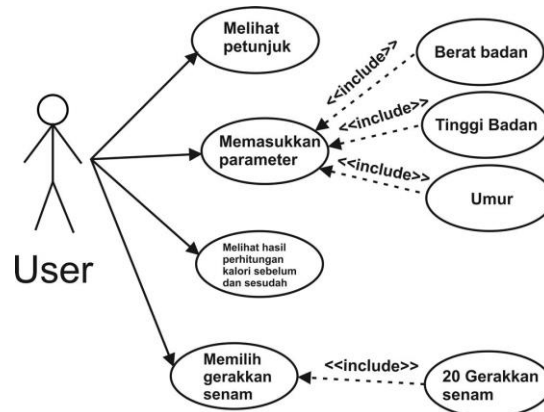 Melihat
petunjuk
<<include>>
Berat badan
Memasukkan
parameter
<<include>>
Tinggi Badan
<<include>>
Umur
User
Melihat hasil
perhitungan
kalori sebelum
dan sesudah
Memilih
gerakkan
senam
<<include>>
20 Gerakkan
senam